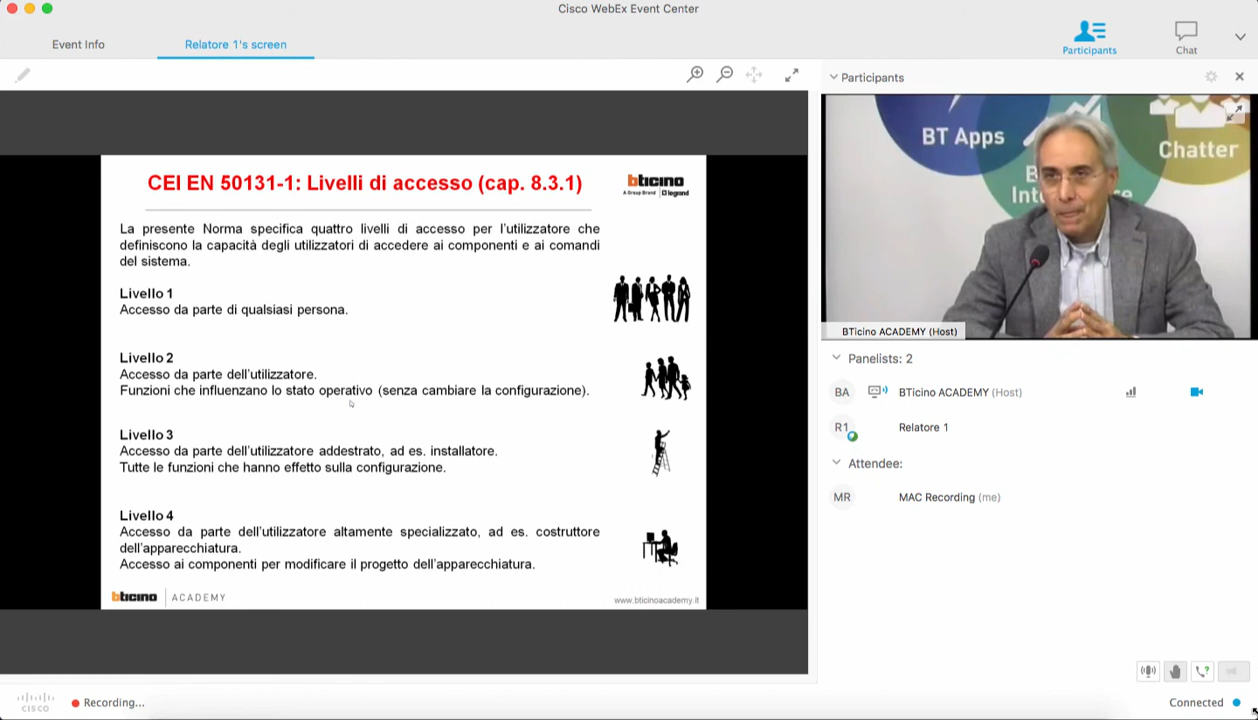 Cisco WebEx Event Center
Event Info
Relatore 1's screen
Participants
Chat
CEI EN 50131-1: Livelli di accesso (cap. 8.3.1)
bticino
A Group Brand | legrand
La presente Norma specifica quattro livelli di accesso per l'utilizzatore che
definiscono la capacità degli utilizzatori di accedere ai componenti e ai comandi
del sistema.
Livello 1
Accesso da parte di qualsiasi persona.
Livello 2
Accesso da parte dell'utilizzatore.
Funzioni che influenzano lo stato operativo (senza cambiare la configurazione).
Livello 3
Accesso da parte dell'utilizzatore addestrato, ad es. installatore.
Tutte le funzioni che hanno effetto sulla configurazione.
Livello 4
Accesso da parte dell'utilizzatore altamente specializzato, ad es. costruttore
dell'apparecchiatura.
Accesso ai componenti per modificare il progetto dell'apparecchiatura.
bticino | ACADEMY
www.bticinoacademy.it
Participants
BT Apps
Chatter
BTicino ACADEMY (Host)
Panelists: 2
BA BTicino ACADEMY (Host)
R1 Relatore 1
Attendee:
MR MAC Recording (me)
CISCO
Recording...
Connected